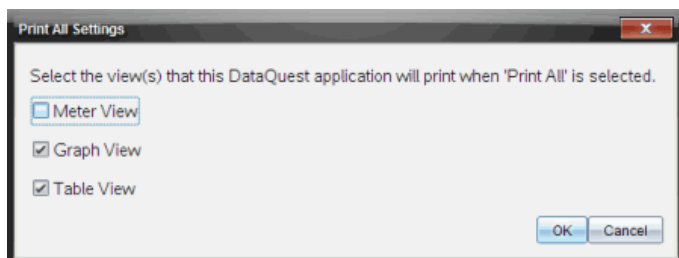 Print All Settings
Select the view(s) that this DataQuest application will print when 'Print All' is selected.
Meter View
Graph View
Table View
OK Cancel